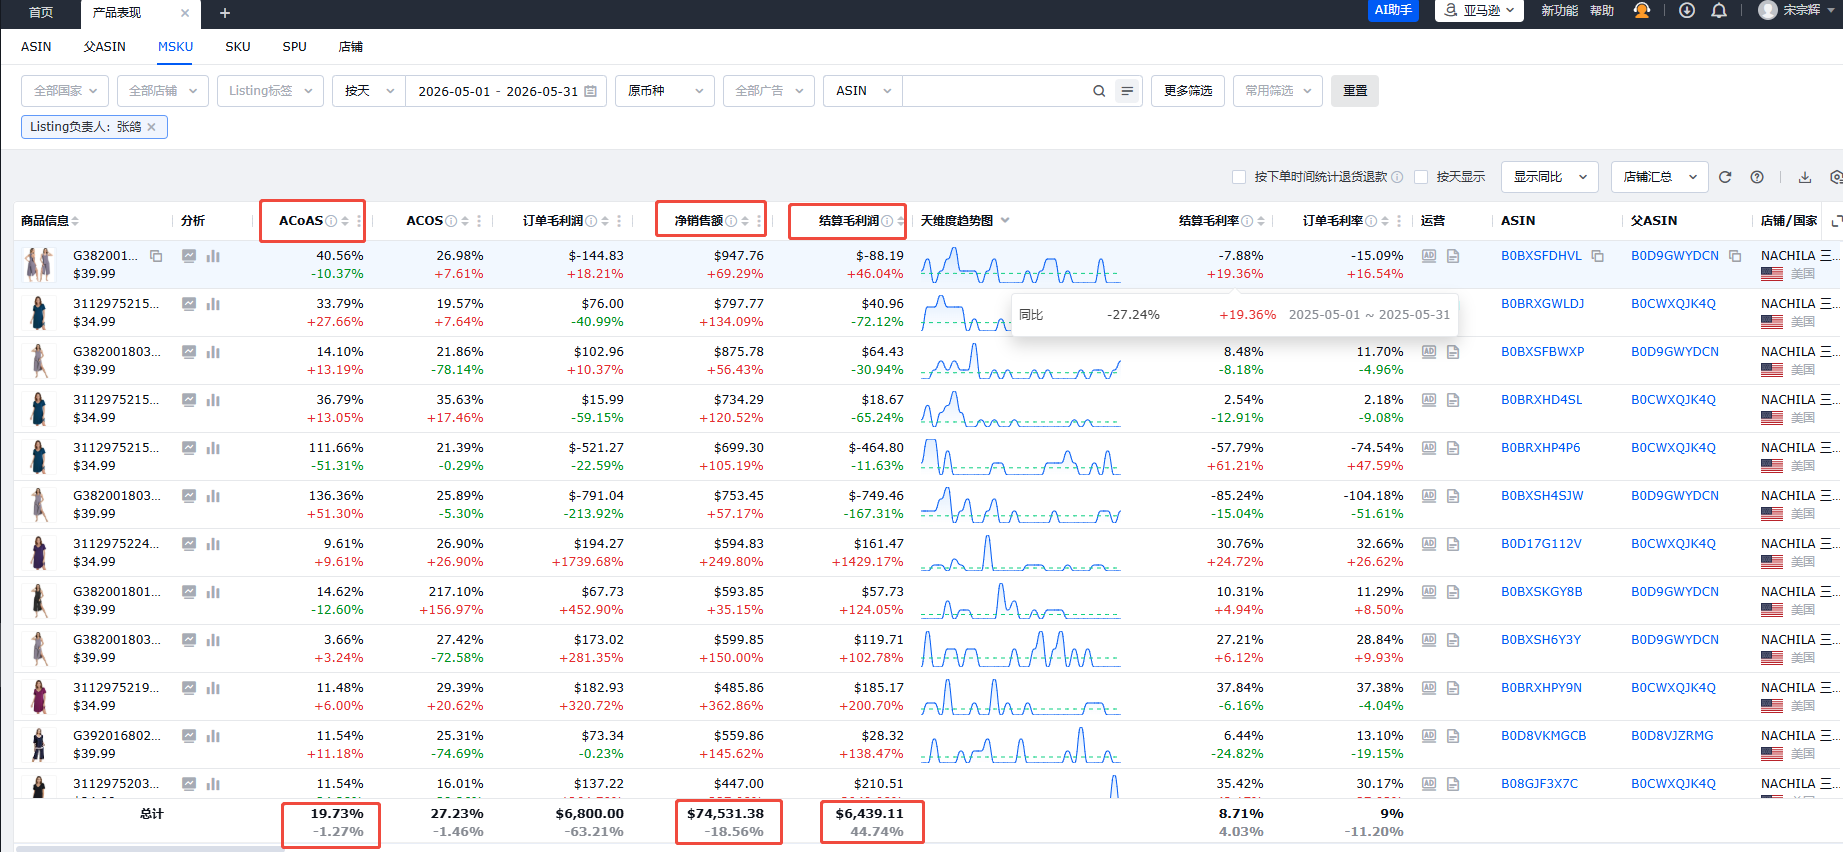 首页 产品表现 AI助手 亚马逊 新功能 帮助 宋宗辉
ASIN 父ASIN MSKU SKU SPU 店铺
全部国家 全部店铺 Listing标签 按天 2026-05-01 - 2026-05-31 原币种 全部广告 ASIN 更多筛选 常用筛选 重置
Listing负责人：张鸽
按下单时间统计退货退款 按天显示 显示同比 店铺汇总
商品信息 分析 ACoAS ACOS 订单毛利润 净销售额 结算毛利润 天维度趋势图 结算毛利率 订单毛利率 运营 ASIN 父ASIN 店铺/国家
G382001... 40.56% 26.98% $-144.83 $947.76 $-88.19 -7.88% -15.09% B0BXSFDHVL B0D9GWYDCN NACHILA 三...
$39.99 -10.37% +7.61% +18.21% +69.29% +46.04% +19.36% +16.54% 美国
3112975215... 33.79% 19.57% $76.00 $797.77 $40.96 B0BRXGWLDJ B0CWXQJK4Q NACHILA 三...
同比 -27.24% +19.36% 2025-05-01 ~ 2025-05-31
$34.99 +27.66% +7.64% -40.99% +134.09% -72.12% 美国
G382001803... 14.10% 21.86% $102.96 $875.78 $64.43 8.48% 11.70% B0BXSFBWXP B0D9GWYDCN NACHILA 三...
$39.99 +13.19% -78.14% +10.37% +56.43% -30.94% -8.18% -4.96% 美国
3112975215... 36.79% 35.63% $15.99 $734.29 $18.67 2.54% 2.18% B0BRXHD4SL B0CWXQJK4Q NACHILA 三...
$34.99 +13.05% +17.46% -59.15% +120.52% -65.24% -12.91% -9.08% 美国
3112975215... 111.66% 21.39% $-521.27 $699.30 $-464.80 -57.79% -74.54% B0BRXHP4P6 B0CWXQJK4Q NACHILA 三...
$34.99 -51.31% -0.29% -22.59% +105.19% -11.63% +61.21% +47.59% 美国
G382001803... 136.36% 25.89% $-791.04 $753.45 $-749.46 -85.24% -104.18% B0BXSH4SJW B0D9GWYDCN NACHILA 三...
$39.99 +51.30% -5.30% -213.92% +57.17% -167.31% -15.04% -51.61% 美国
3112975224... 9.61% 26.90% $194.27 $594.83 $161.47 30.76% 32.66% B0D17G112V B0CWXQJK4Q NACHILA 三...
$34.99 +9.61% +26.90% +1739.68% +249.80% +1429.17% +24.72% +26.62% 美国
G382001801... 14.62% 217.10% $67.73 $593.85 $57.73 10.31% 11.29% B0BXSKGY8B B0D9GWYDCN NACHILA 三...
$39.99 -12.60% +156.97% +452.90% +35.15% +124.05% +4.94% +8.50% 美国
G382001803... 3.66% 27.42% $173.02 $599.85 $119.71 27.21% 28.84% B0BXSH6Y3Y B0D9GWYDCN NACHILA 三...
$39.99 +3.24% -72.58% +281.35% +150.00% +102.78% +6.12% +9.93% 美国
3112975219... 11.48% 29.39% $182.93 $485.86 $185.17 37.84% 37.38% B0BRXHPY9N B0CWXQJK4Q NACHILA 三...
$34.99 +6.00% +20.62% +320.72% +362.86% +200.70% -6.16% -4.04% 美国
G392016802... 11.54% 25.31% $73.34 $559.86 $28.32 6.44% 13.10% B0D8VKMGCB B0D8VJZRMG NACHILA 三...
$39.99 +11.18% -74.69% -0.23% +145.62% +138.47% -24.82% -19.15% 美国
3112975203... 11.54% 16.01% $137.22 $447.00 $210.51 35.42% 30.17% B08GJF3X7C B0CWXQJK4Q NACHILA 三...
总计 19.73% 27.23% $6,800.00 $74,531.38 $6,439.11 8.71% 9%
-1.27% -1.46% -63.21% -18.56% 44.74% 4.03% -11.20%